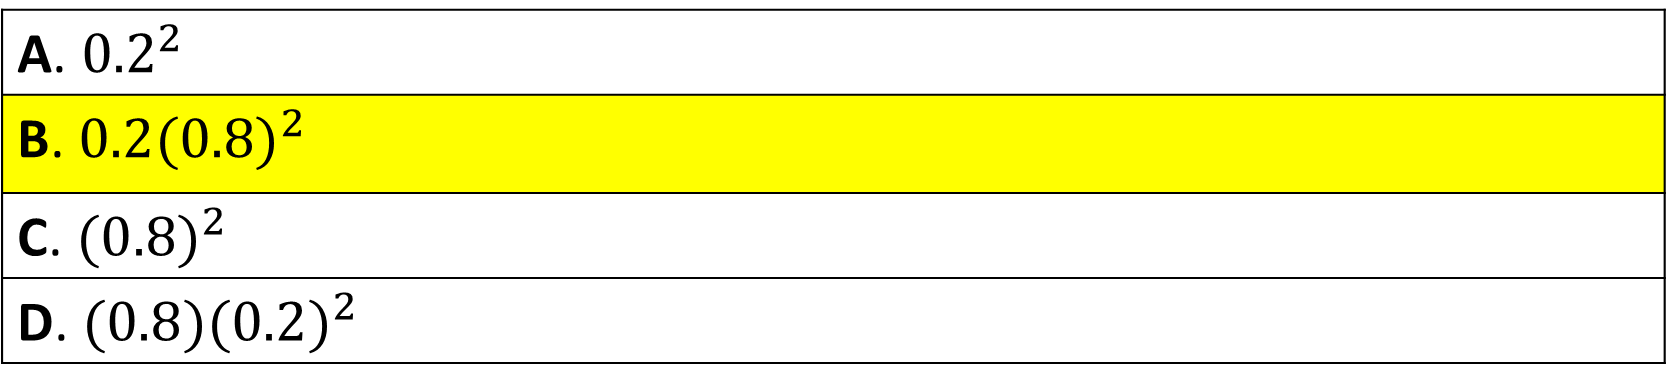 A. 0.2²
B. 0.2(0.8)²
C. (0.8)²
D. (0.8)(0.2)²